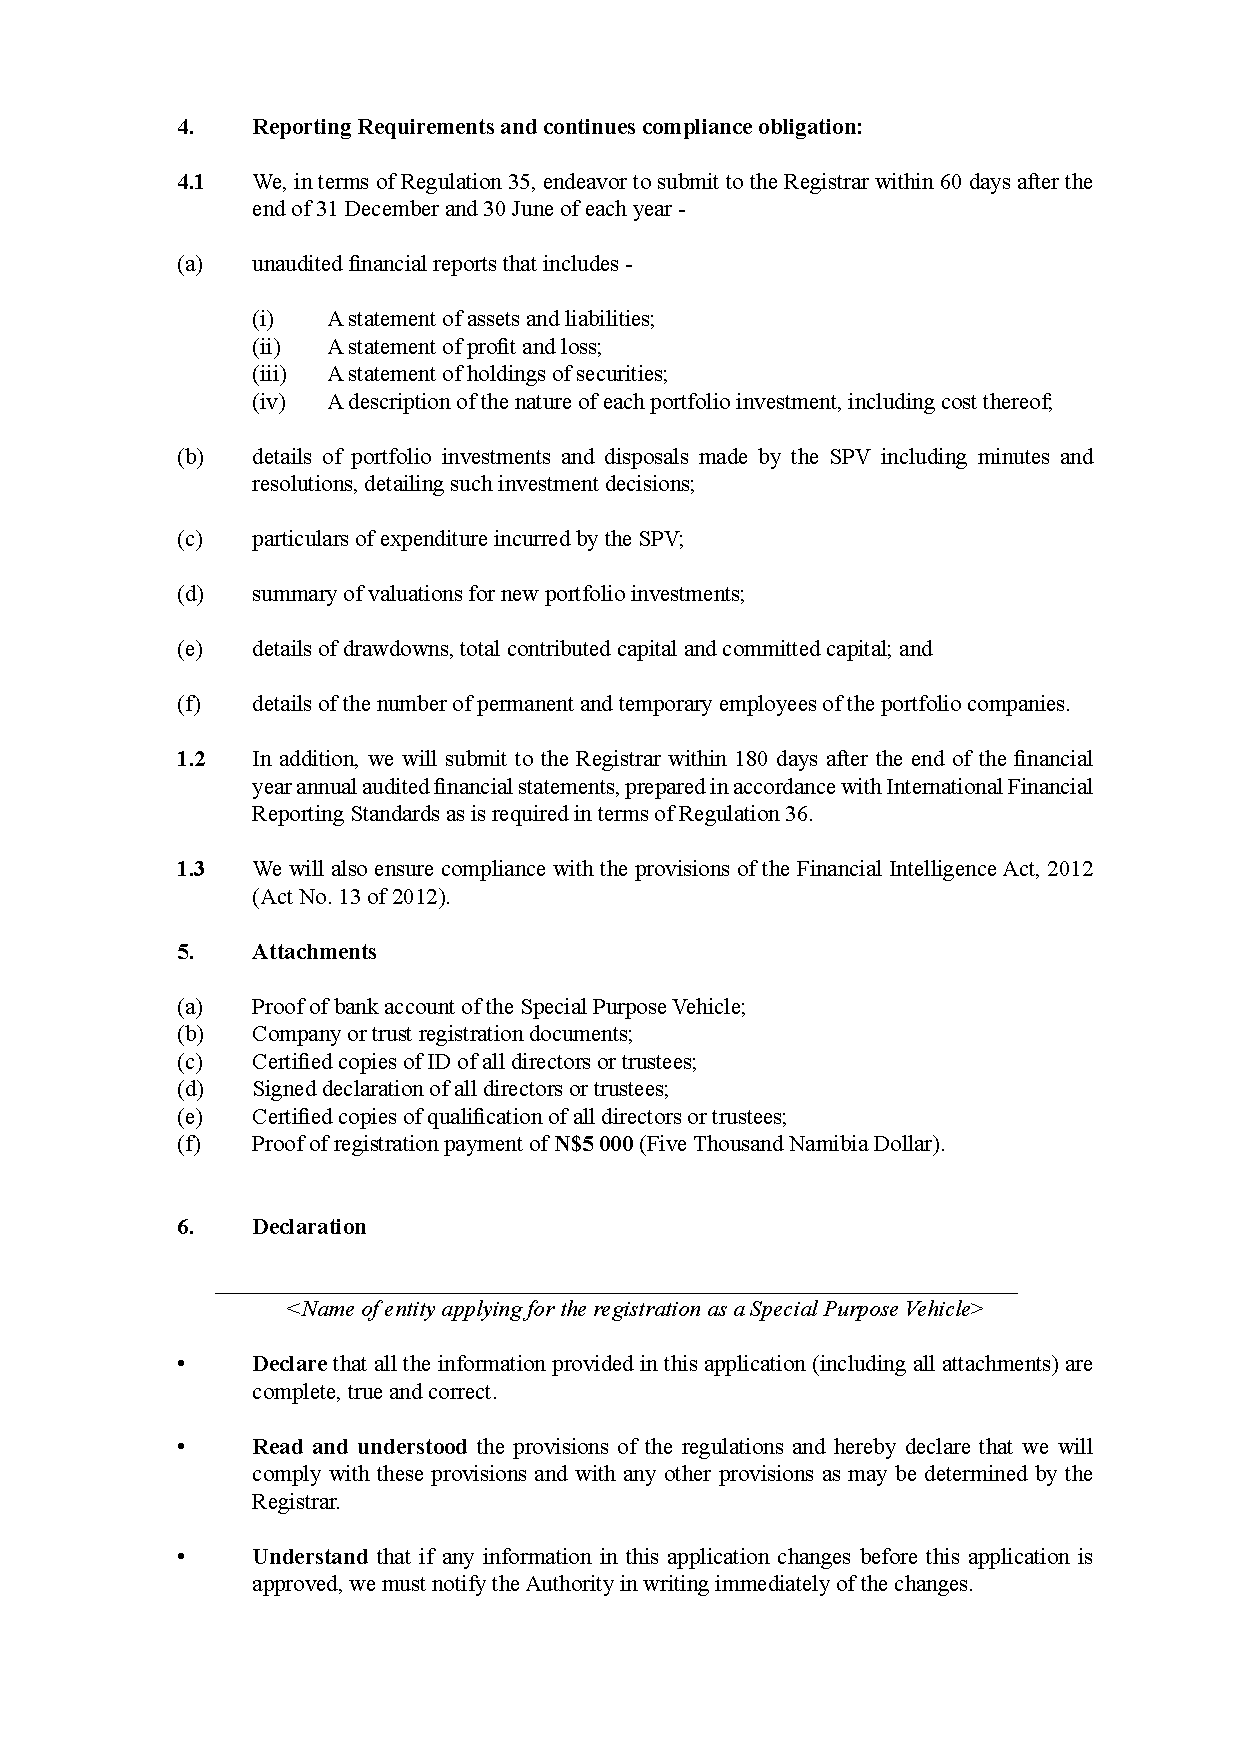 4. Reporting Requirements and continues compliance obligation:
4.1 We, in terms of Regulation 35, endeavor to submit to the Registrar within 60 days after the
end of 31 December and 30 June of each year -
(a) unaudited financial reports that includes -
(i) A statement of assets and liabilities;
(ii) A statement of profit and loss;
(iii) A statement of holdings of securities;
(iv) A description of the nature of each portfolio investment, including cost thereof;
(b) details of portfolio investments and disposals made by the SPV including minutes and
resolutions, detailing such investment decisions;
(c) particulars of expenditure incurred by the SPV;
(d) summary of valuations for new portfolio investments;
(e) details of drawdowns, total contributed capital and committed capital; and
(f) details of the number of permanent and temporary employees of the portfolio companies.
1.2 In addition, we will submit to the Registrar within 180 days after the end of the financial
year annual audited financial statements, prepared in accordance with International Financial
Reporting Standards as is required in terms of Regulation 36.
1.3 We will also ensure compliance with the provisions of the Financial Intelligence Act, 2012
(Act No. 13 of 2012).
5. Attachments
(a) Proof of bank account of the Special Purpose Vehicle;
(b) Company or trust registration documents;
(c) Certified copies of ID of all directors or trustees;
(d) Signed declaration of all directors or trustees;
(e) Certified copies of qualification of all directors or trustees;
(f) Proof of registration payment of N$5 000 (Five Thousand Namibia Dollar).
6. Declaration
<Name of entity applying for the registration as a Special Purpose Vehicle>
• Declare that all the information provided in this application (including all attachments) are
complete, true and correct.
• Read and understood the provisions of the regulations and hereby declare that we will
comply with these provisions and with any other provisions as may be determined by the
Registrar.
• Understand that if any information in this application changes before this application is
approved, we must notify the Authority in writing immediately of the changes.